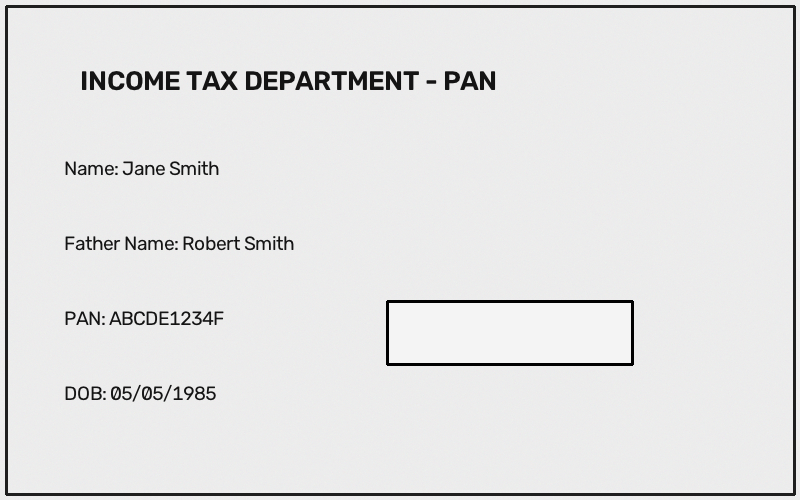 INCOME TAX DEPARTMENT - PAN
Name: Jane Smith
Father Name: Robert Smith
PAN: ABCDE1234F
DOB: 05/05/1985